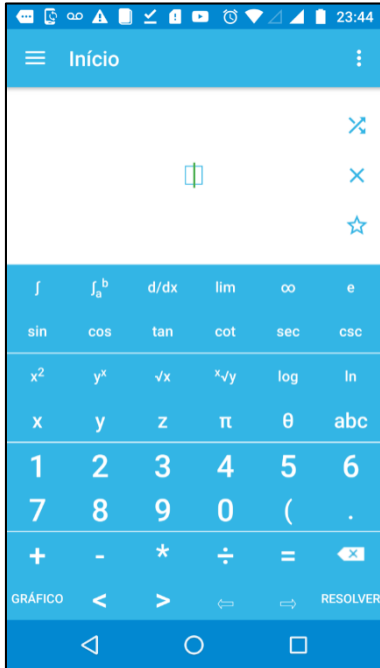 23:44
Início
∫ ∫ₐᵇ d/dx lim ∞ e
sin cos tan cot sec csc
x² yˣ √x ˣ√y log ln
x y z π θ abc
1 2 3 4 5 6
7 8 9 0 ( .
+ - * ÷ =
GRÁFICO < > ⇦ ⇨ RESOLVER